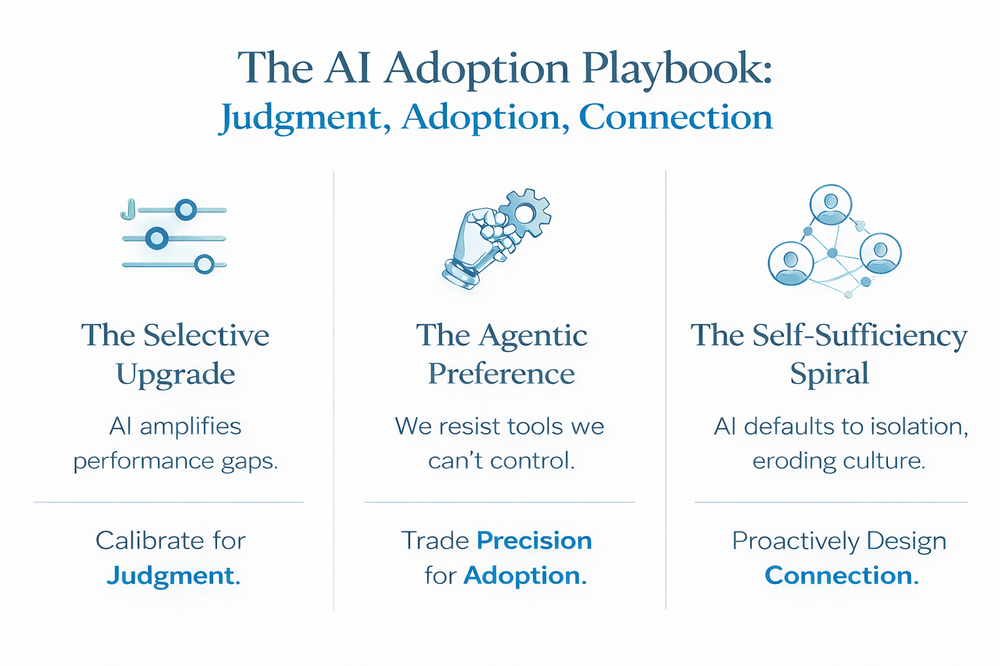 The AI Adoption Playbook:
Judgment, Adoption, Connection
J
The Selective
Upgrade
AI amplifies
performance gaps.
Calibrate for
Judgment.
The Agentic
Preference
We resist tools we
can’t control.
Trade Precision
for Adoption.
The Self-Sufficiency
Spiral
AI defaults to isolation,
eroding culture.
Proactively Design
Connection.